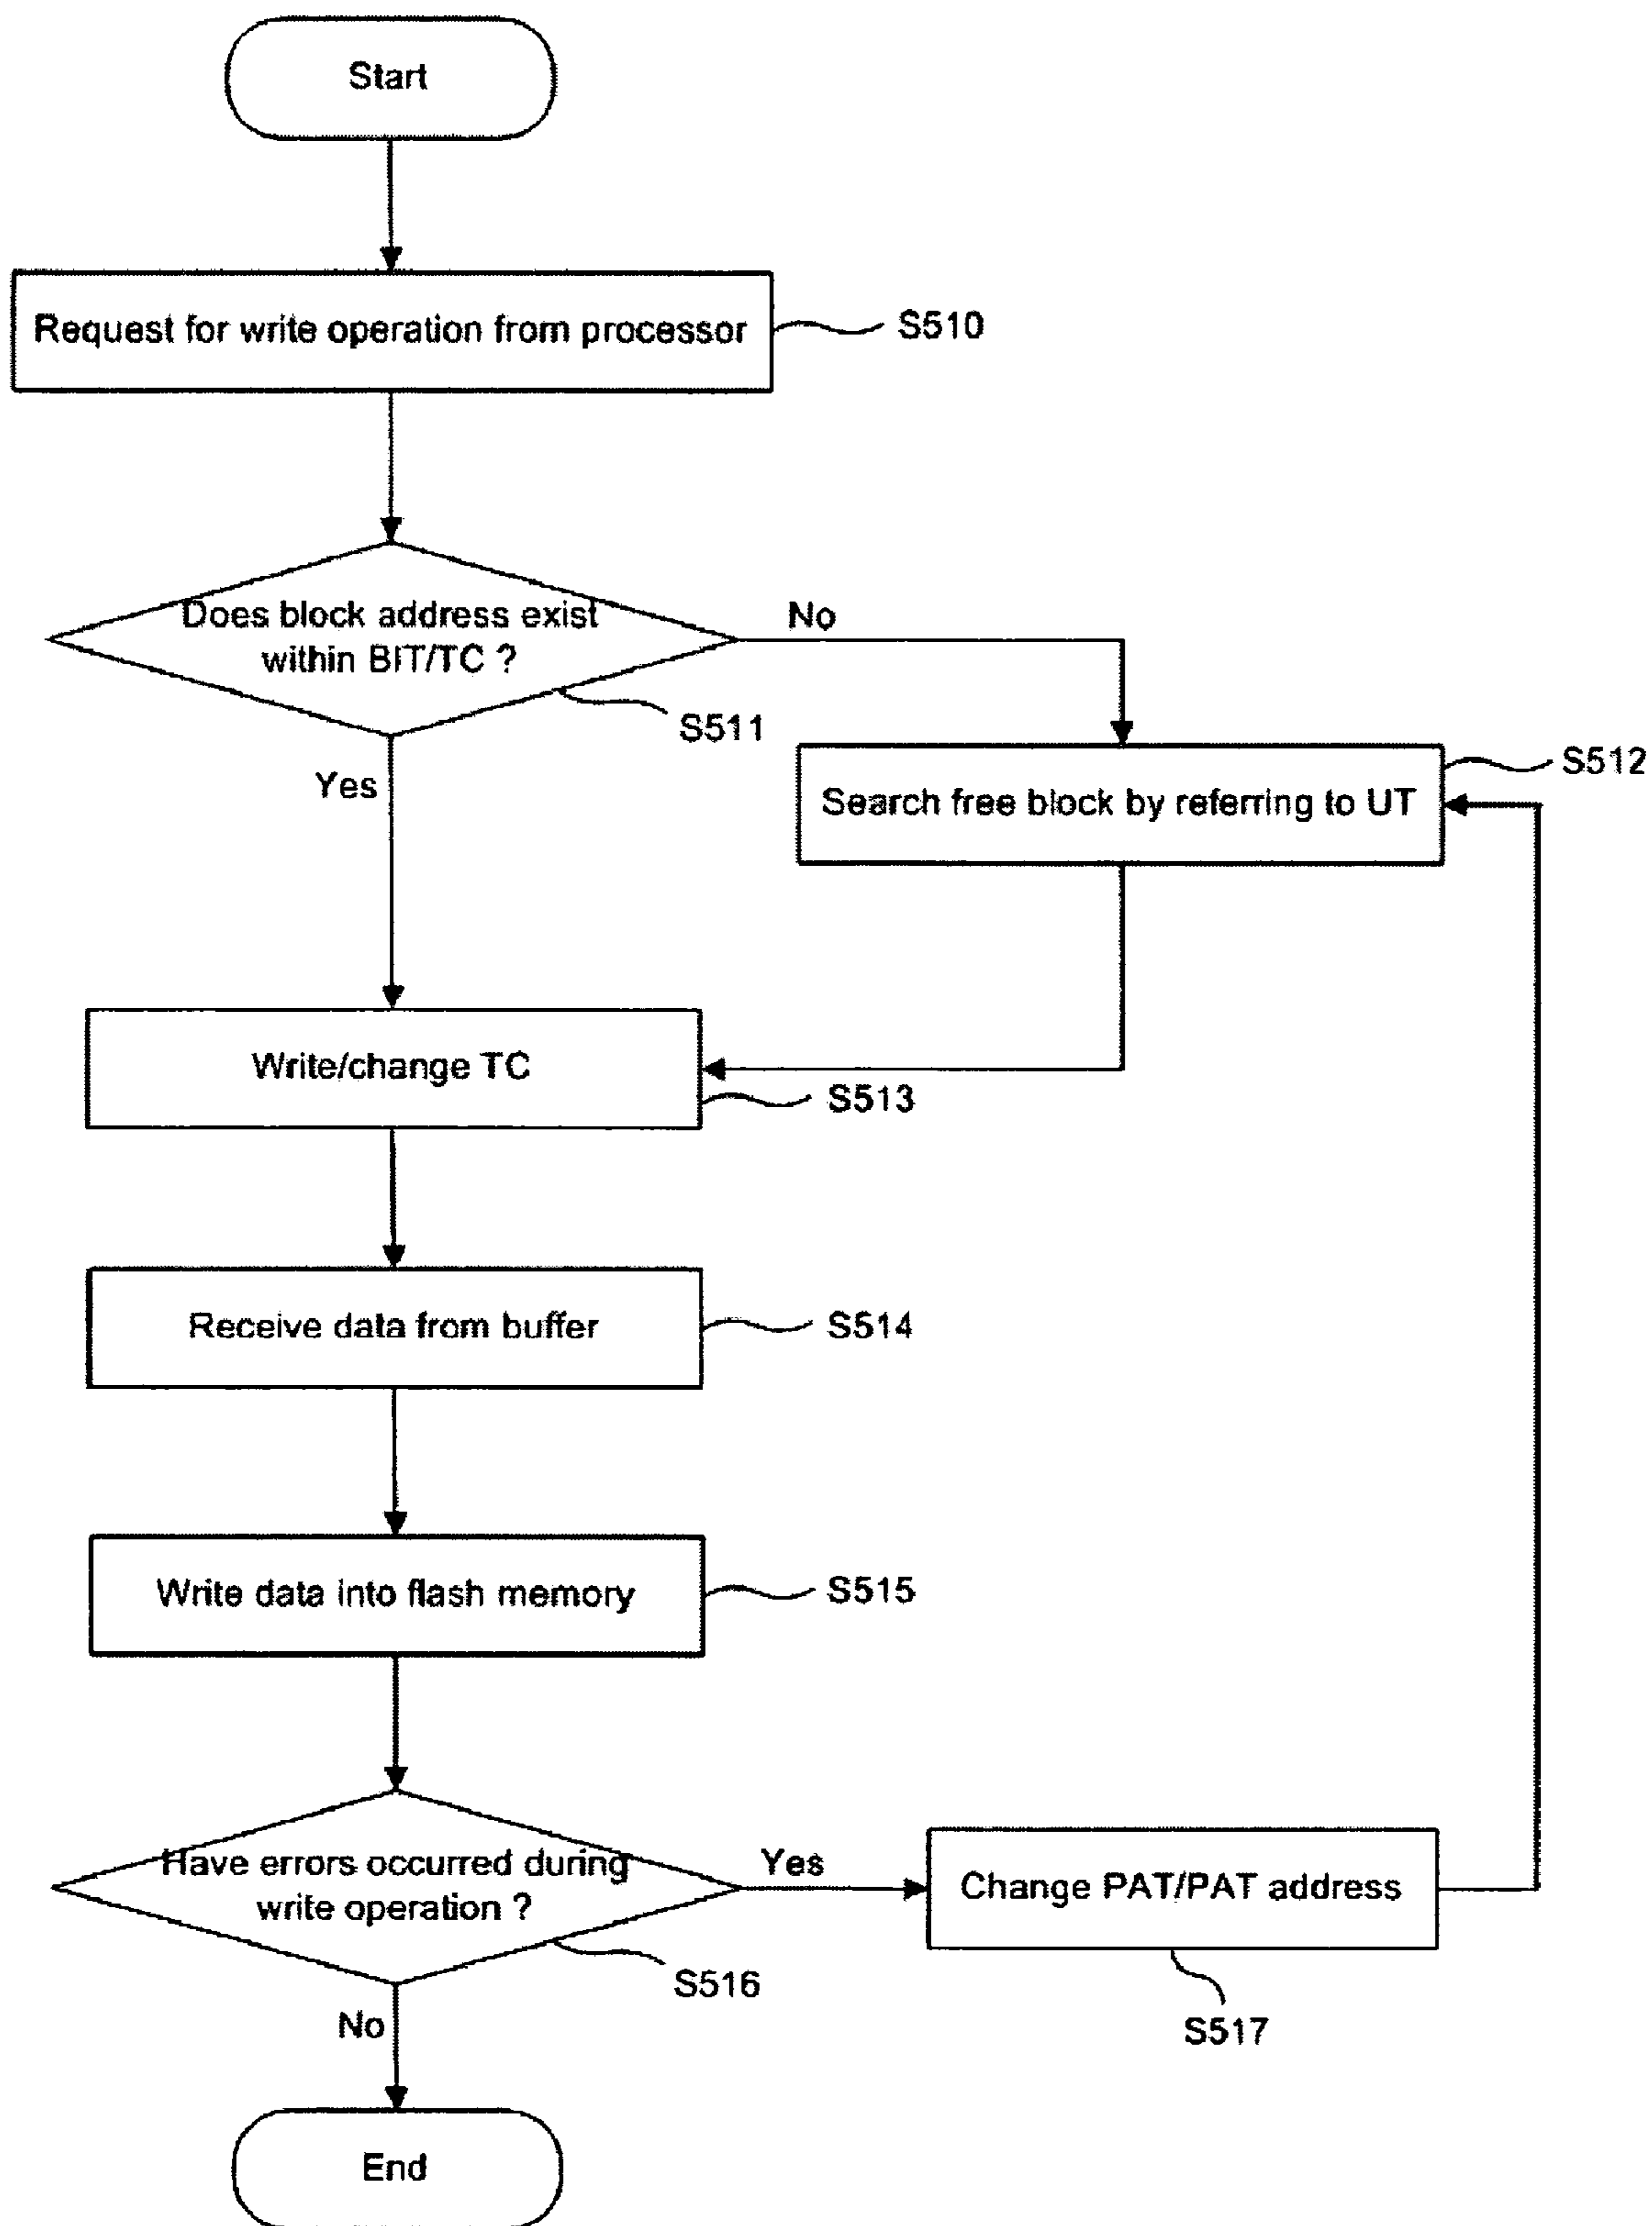 Start
Request for write operation from processor
S510
Does block address exist
within BIT/TC ?
No
S511
Yes
S512
Search free block by referring to UT
Write/change TC
S513
Receive data from buffer
S514
Write data into flash memory
S515
Have errors occurred during
write operation ?
Yes
Change PAT/PAT address
S516
No
S517
End